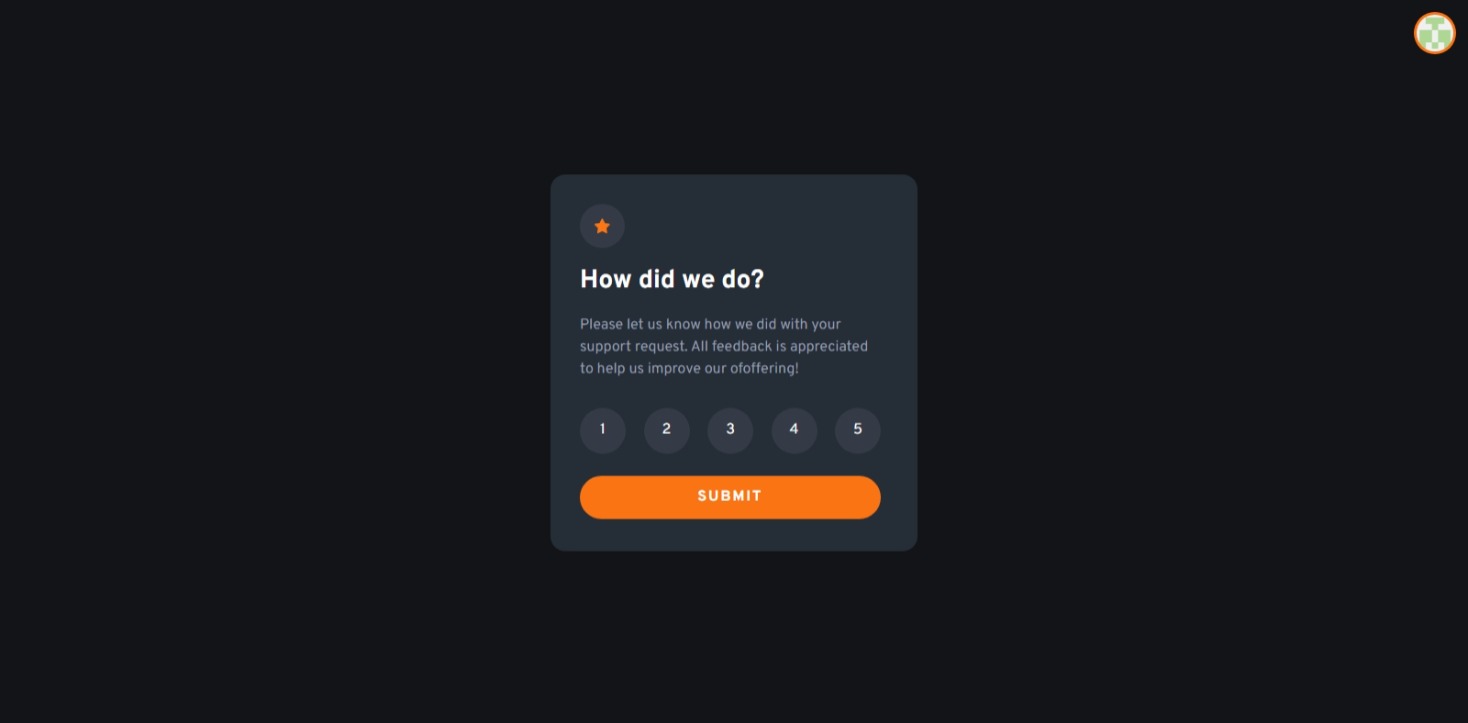 How did we do?
Please let us know how we did with your
support request. All feedback is appreciated
to help us improve our ofoffering!
1 2 3 4 5
SUBMIT